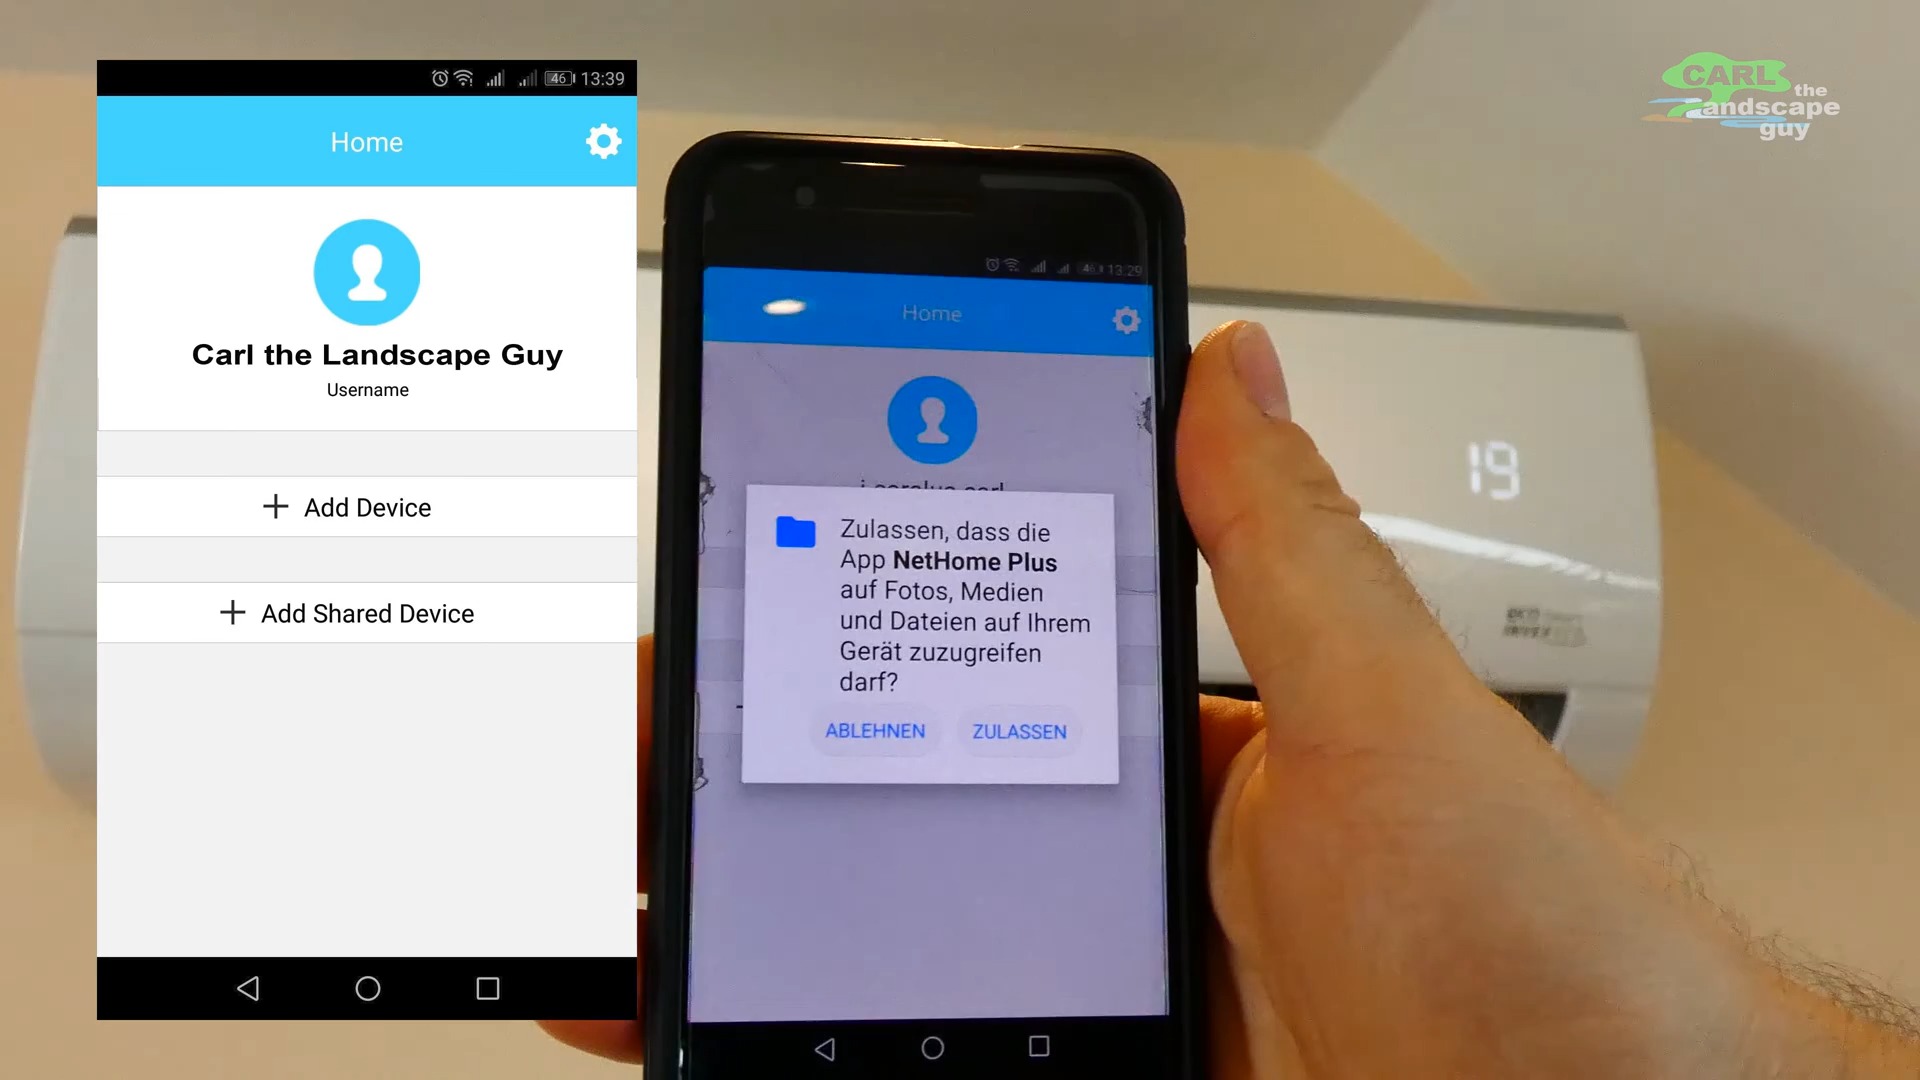 46 13:39
Home
Carl the Landscape Guy
Username
+ Add Device
+ Add Shared Device
CARL
the
Landscape
guy
46 13:29
Home
Zulassen, dass die
App NetHome Plus
auf Fotos, Medien
und Dateien auf Ihrem
Gerät zuzugreifen
darf?
ABLEHNEN ZULASSEN
19